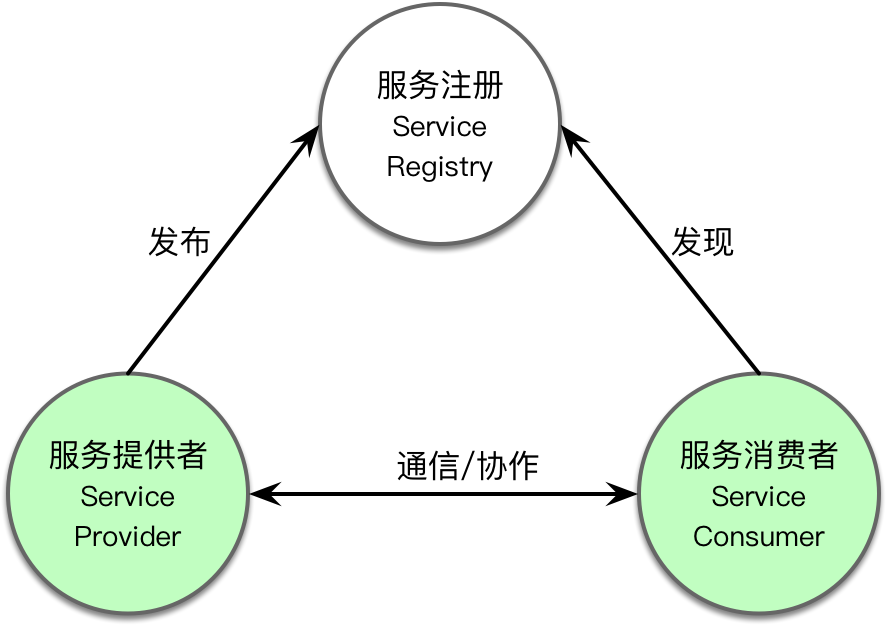 服务注册
Service
Registry
发布
发现
服务提供者
Service
Provider
通信/协作
服务消费者
Service
Consumer